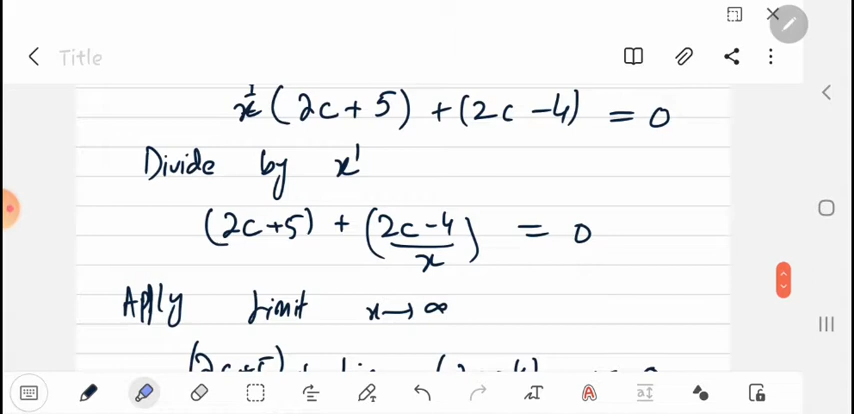 Title
x¹ (2c + 5) + (2c - 4) = 0
Divide by x¹
(2c+5) + (2c-4/x) = 0
Apply limit x → ∞